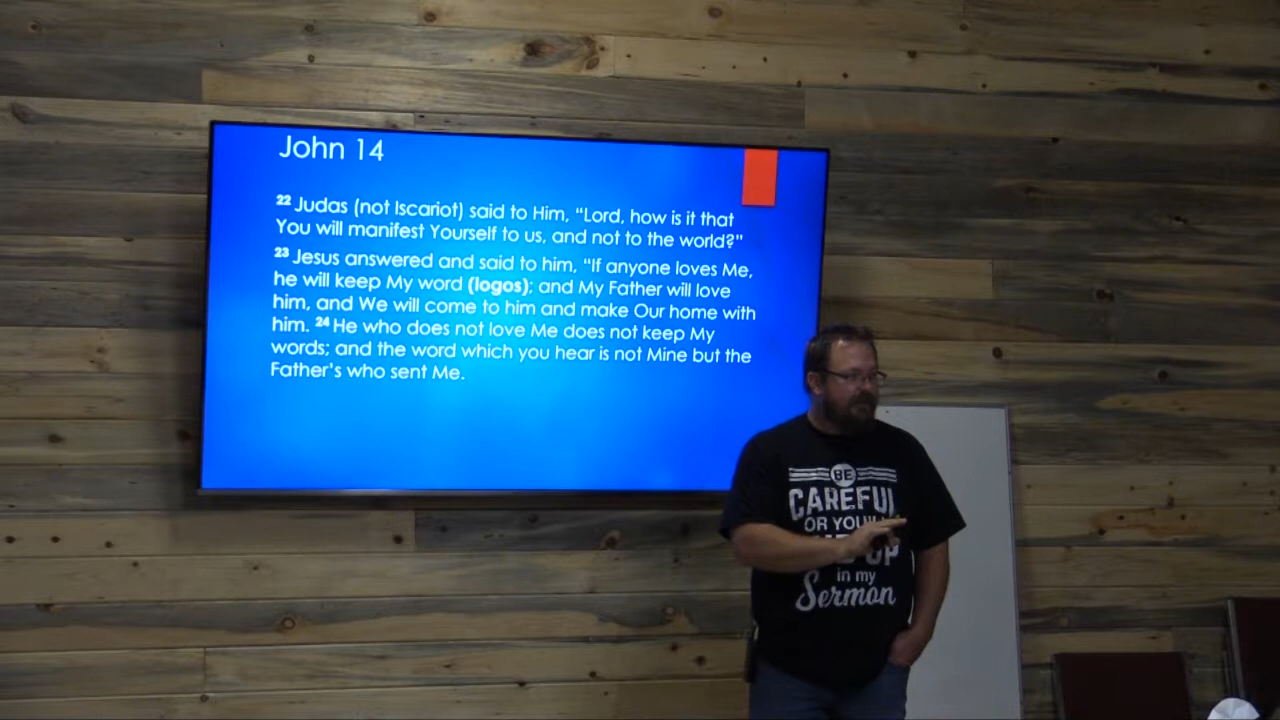 John 14
22 Judas (not Iscariot) said to Him, “Lord, how is it that
You will manifest Yourself to us, and not to the world?”
23 Jesus answered and said to him, “If anyone loves Me,
he will keep My word (logos); and My Father will love
him, and We will come to him and make Our home with
him. 24 He who does not love Me does not keep My
words; and the word which you hear is not Mine but the
Father’s who sent Me.
BE
CAREFUL
OR
UP
in my
Sermon